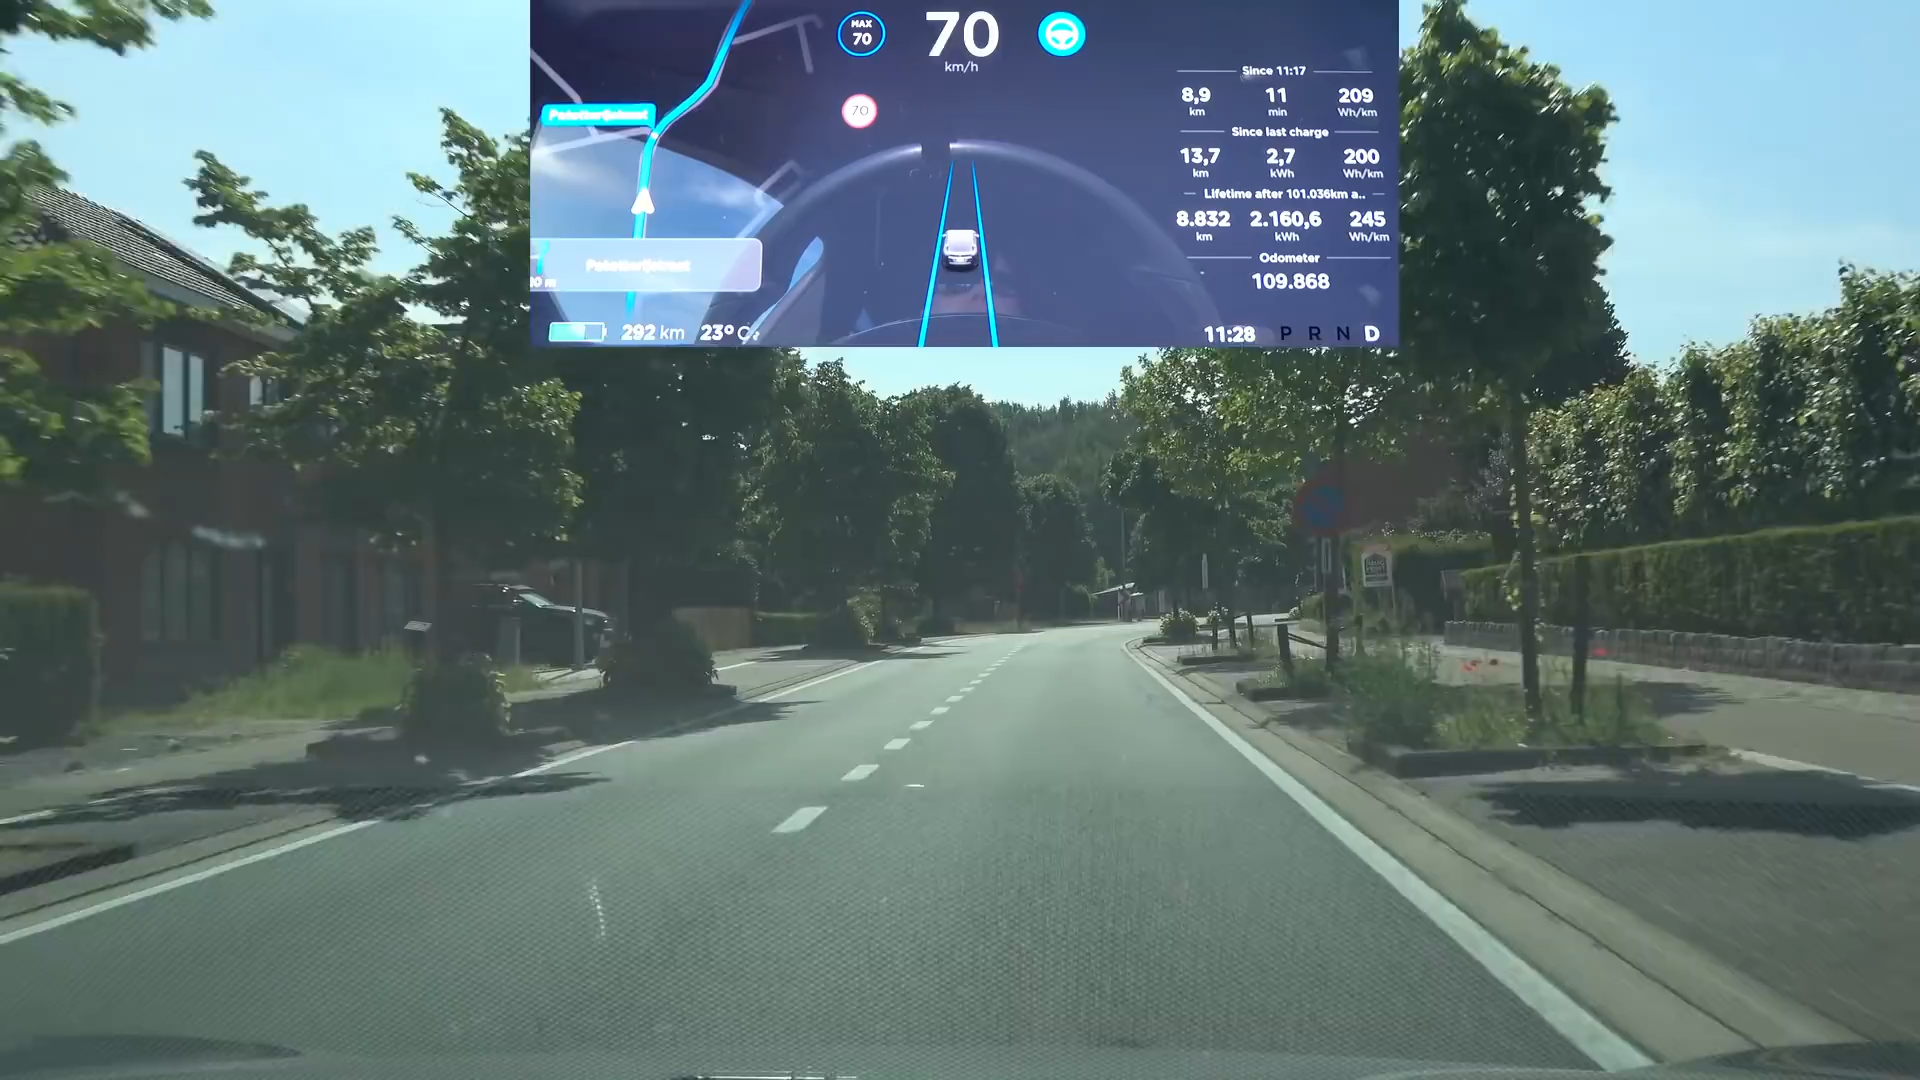 MAX
70
70
km/h
70
Since 11:17
8,9 11 209
km min Wh/km
Since last charge
13,7 2,7 200
km kWh Wh/km
Lifetime after 101.036km a..
8.832 2.160,6 245
km kWh Wh/km
Odometer
109.868
292 km 23° C
11:28 P R N D